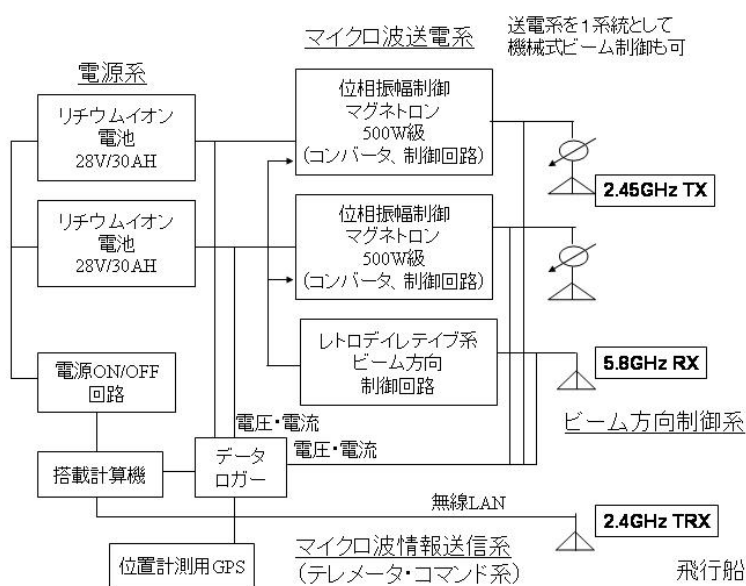 マイクロ波送電系
送電系を1系統として
機械式ビーム制御も可
電源系
リチウムイオン
電池
28V/30AH
位相振幅制御
マグネトロン
500W級
(コンバータ、制御回路)
2.45GHz TX
リチウムイオン
電池
28V/30AH
位相振幅制御
マグネトロン
500W級
(コンバータ、制御回路)
レトロデイレテイブ系
ビーム方向
制御回路
5.8GHz RX
電源ON/OFF
回路
ビーム方向制御系
電圧・電流
電圧・電流
搭載計算機
データ
ロガー
無線LAN
2.4GHz TRX
位置計測用GPS
マイクロ波情報送信系
(テレメータ・コマンド系)
飛行船